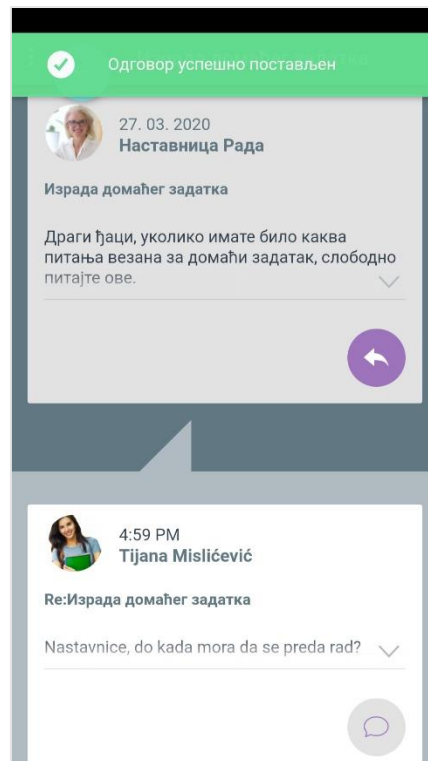 Одговор успешно постављен
27. 03. 2020
Наставница Рада
Израда домаћег задатка
Драги ђаци, уколико имате било каква
питања везана за домаћи задатак, слободно
питајте ове.
4:59 PM
Tijana Mislićević
Re:Израда домаћег задатка
Nastavnice, do kada mora da se preda rad?